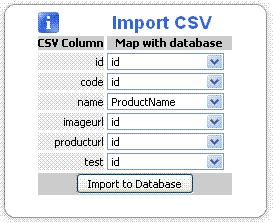 i Import CSV
CSV Column Map with database
id id
code id
name ProductName
imageurl id
producturl id
test id
Import to Database